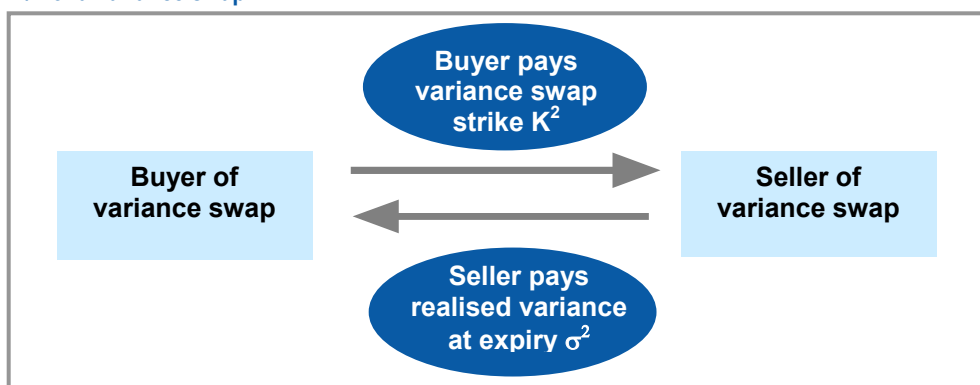 Buyer pays
variance swap
strike K²
Buyer of
variance swap
Seller of
variance swap
Seller pays
realised variance
at expiry σ²